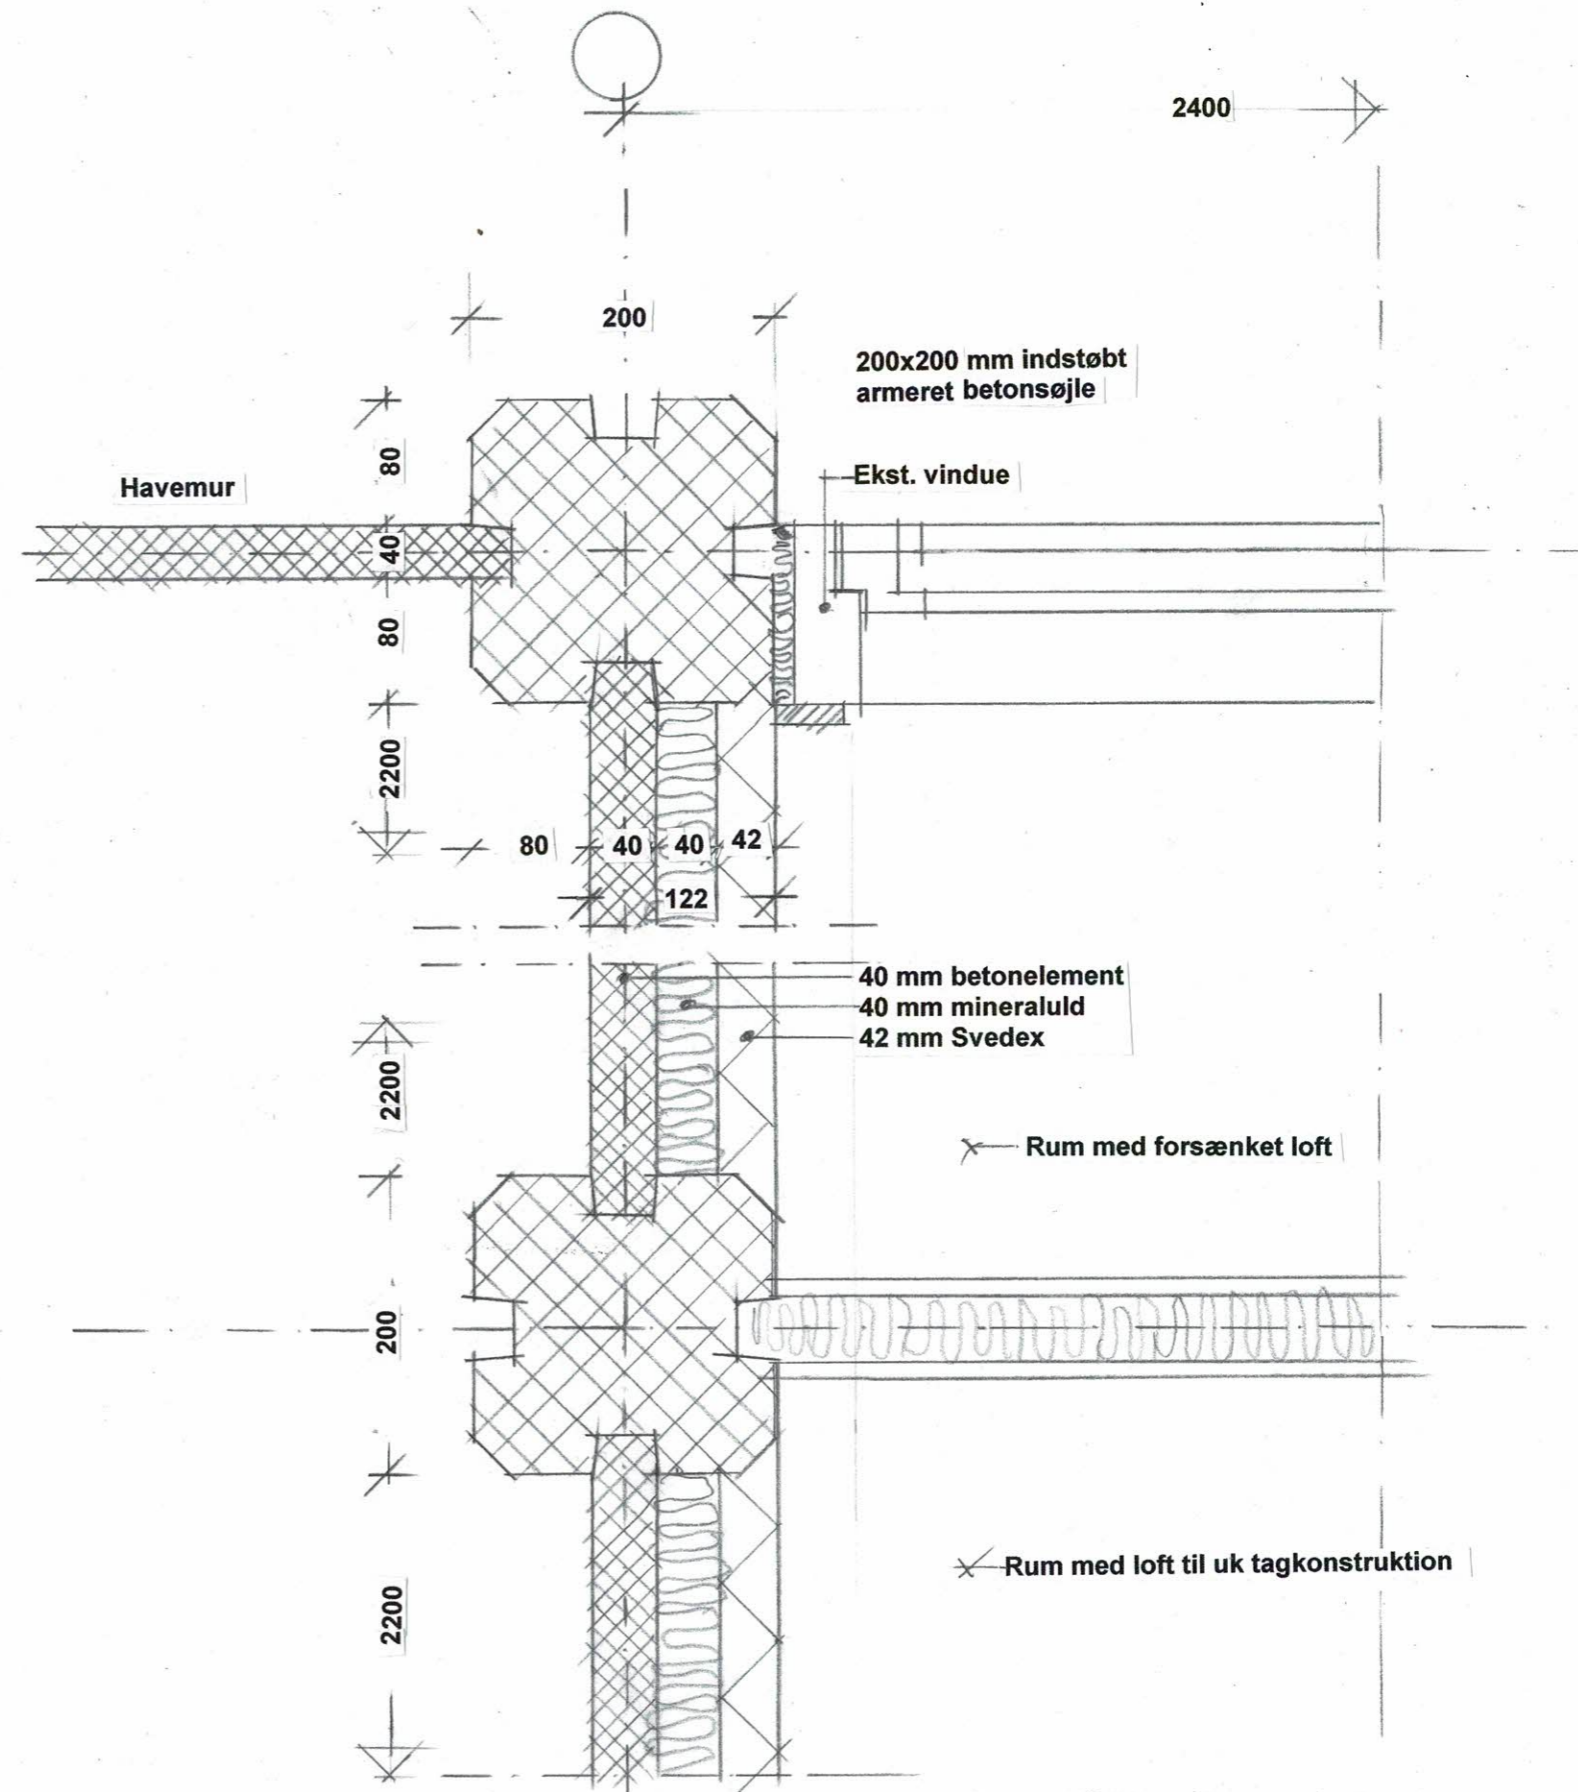 2400
200
200x200 mm indstøbt
armeret betonsøjle
80
Ekst. vindue
Havemur
40
80
2200
80 40 40 42
122
40 mm betonelement
40 mm mineraluld
42 mm Svedex
2200
Rum med forsænket loft
200
Rum med loft til uk tagkonstruktion
2200